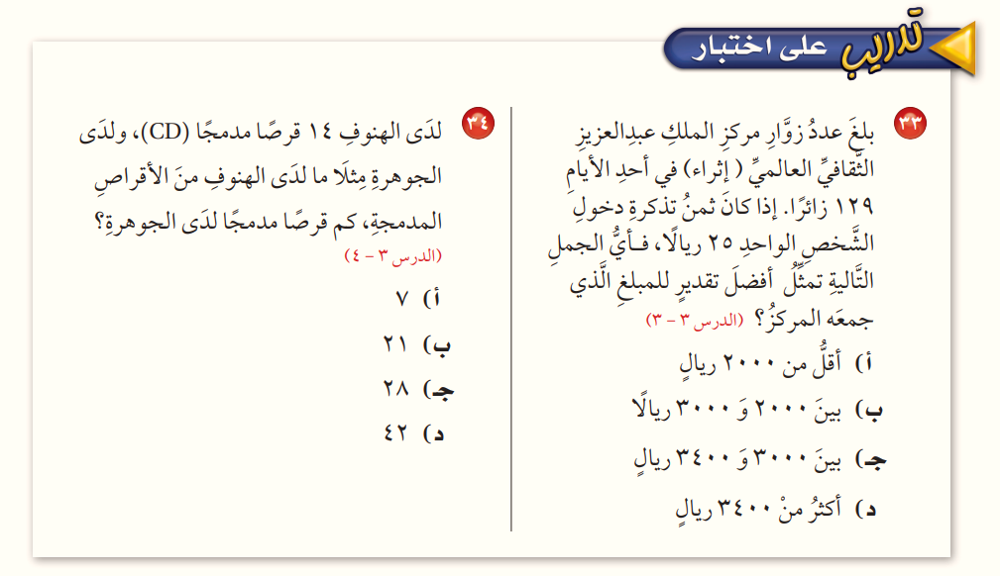 تدريب على اختبار
٣٣ بلغَ عددُ زوَّارِ مركزِ الملكِ عبدِالعزيزِ
الثَّقافيِّ العالميِّ ( إثراء) في أحدِ الأيامِ
١٢٩ زائرًا. إذا كانَ ثمنُ تذكرةِ دخولِ
الشَّخصِ الواحدِ ٢٥ ريالًا، فـأيُّ الجملِ
التَّاليةِ تمثِّلُ أفضلَ تقديرٍ للمبلغِ الَّذي
جمعَه المركزُ؟ (الدرس ٣ – ٣)
أ) أقلُّ من ٢٠٠٠ ريالٍ
ب) بينَ ٢٠٠٠ وَ ٣٠٠٠ ريالًا
جـ) بينَ ٣٠٠٠ وَ ٣٤٠٠ ريالٍ
د) أكثرُ منْ ٣٤٠٠ ريالٍ
٣٤ لدَى الهنوفِ ١٤ قرصًا مدمجًا (CD)، ولدَى
الجوهرةِ مِثلَا ما لدَى الهنوفِ منَ الأقراصِ
المدمجةِ، كم قرصًا مدمجًا لدَى الجوهرةِ؟
(الدرس ٣ – ٤)
أ) ٧
ب) ٢١
جـ) ٢٨
د) ٤٢